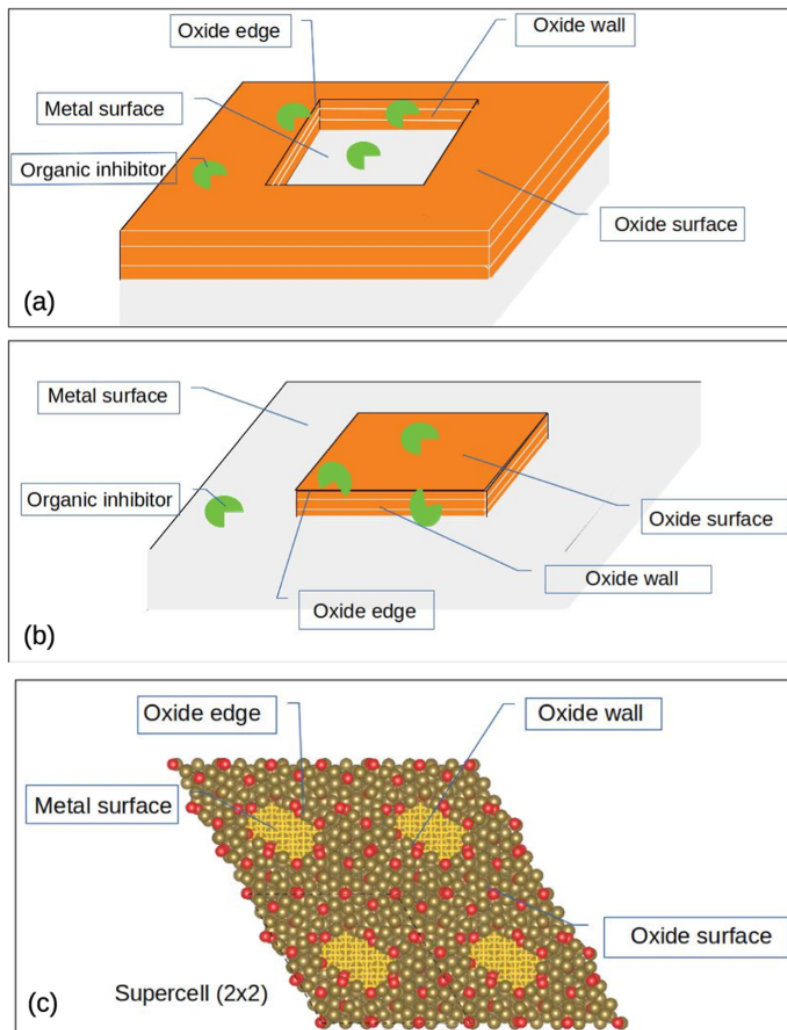 Oxide edge
Oxide wall
Metal surface
Organic inhibitor
Oxide surface
(a)
Metal surface
Organic inhibitor
Oxide surface
Oxide wall
Oxide edge
(b)
Oxide edge
Oxide wall
Metal surface
Oxide surface
Supercell (2x2)
(c)